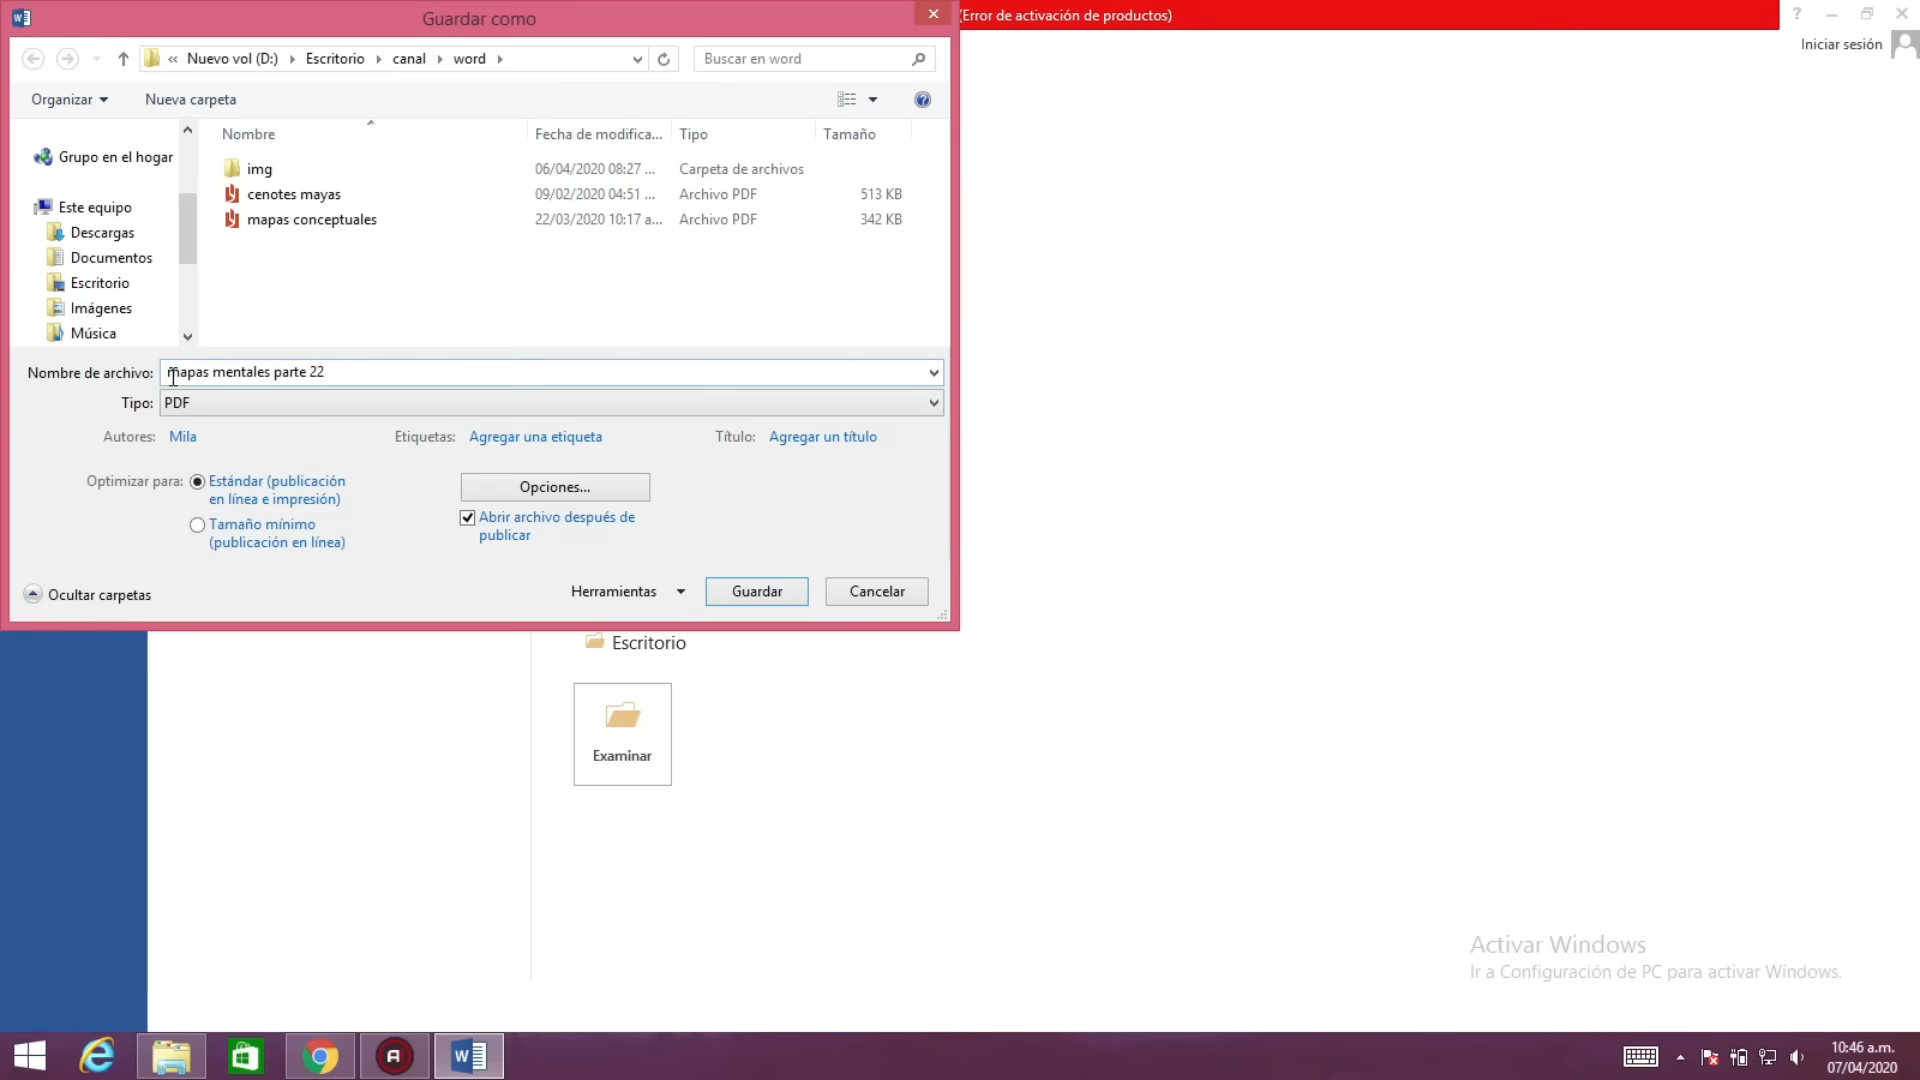 Guardar como
(Error de activación de productos)
Iniciar sesión
« Nuevo vol (D:) Escritorio canal word
Buscar en word
Organizar
Nueva carpeta
Nombre
Fecha de modifica...
Tipo
Tamaño
Grupo en el hogar
Este equipo
Descargas
Documentos
Escritorio
Imágenes
Música
img 06/04/2020 08:27 ... Carpeta de archivos
cenotes mayas 09/02/2020 04:51 ... Archivo PDF 513 KB
mapas conceptuales 22/03/2020 10:17 a... Archivo PDF 342 KB
Nombre de archivo: mapas mentales parte 22
Tipo: PDF
Autores: Mila
Etiquetas: Agregar una etiqueta
Título: Agregar un título
Optimizar para:
Estándar (publicación
en línea e impresión)
Tamaño mínimo
(publicación en línea)
Opciones...
Abrir archivo después de
publicar
Ocultar carpetas
Herramientas
Guardar
Cancelar
Escritorio
Examinar
Activar Windows
Ir a Configuración de PC para activar Windows.
10:46 a.m.
07/04/2020